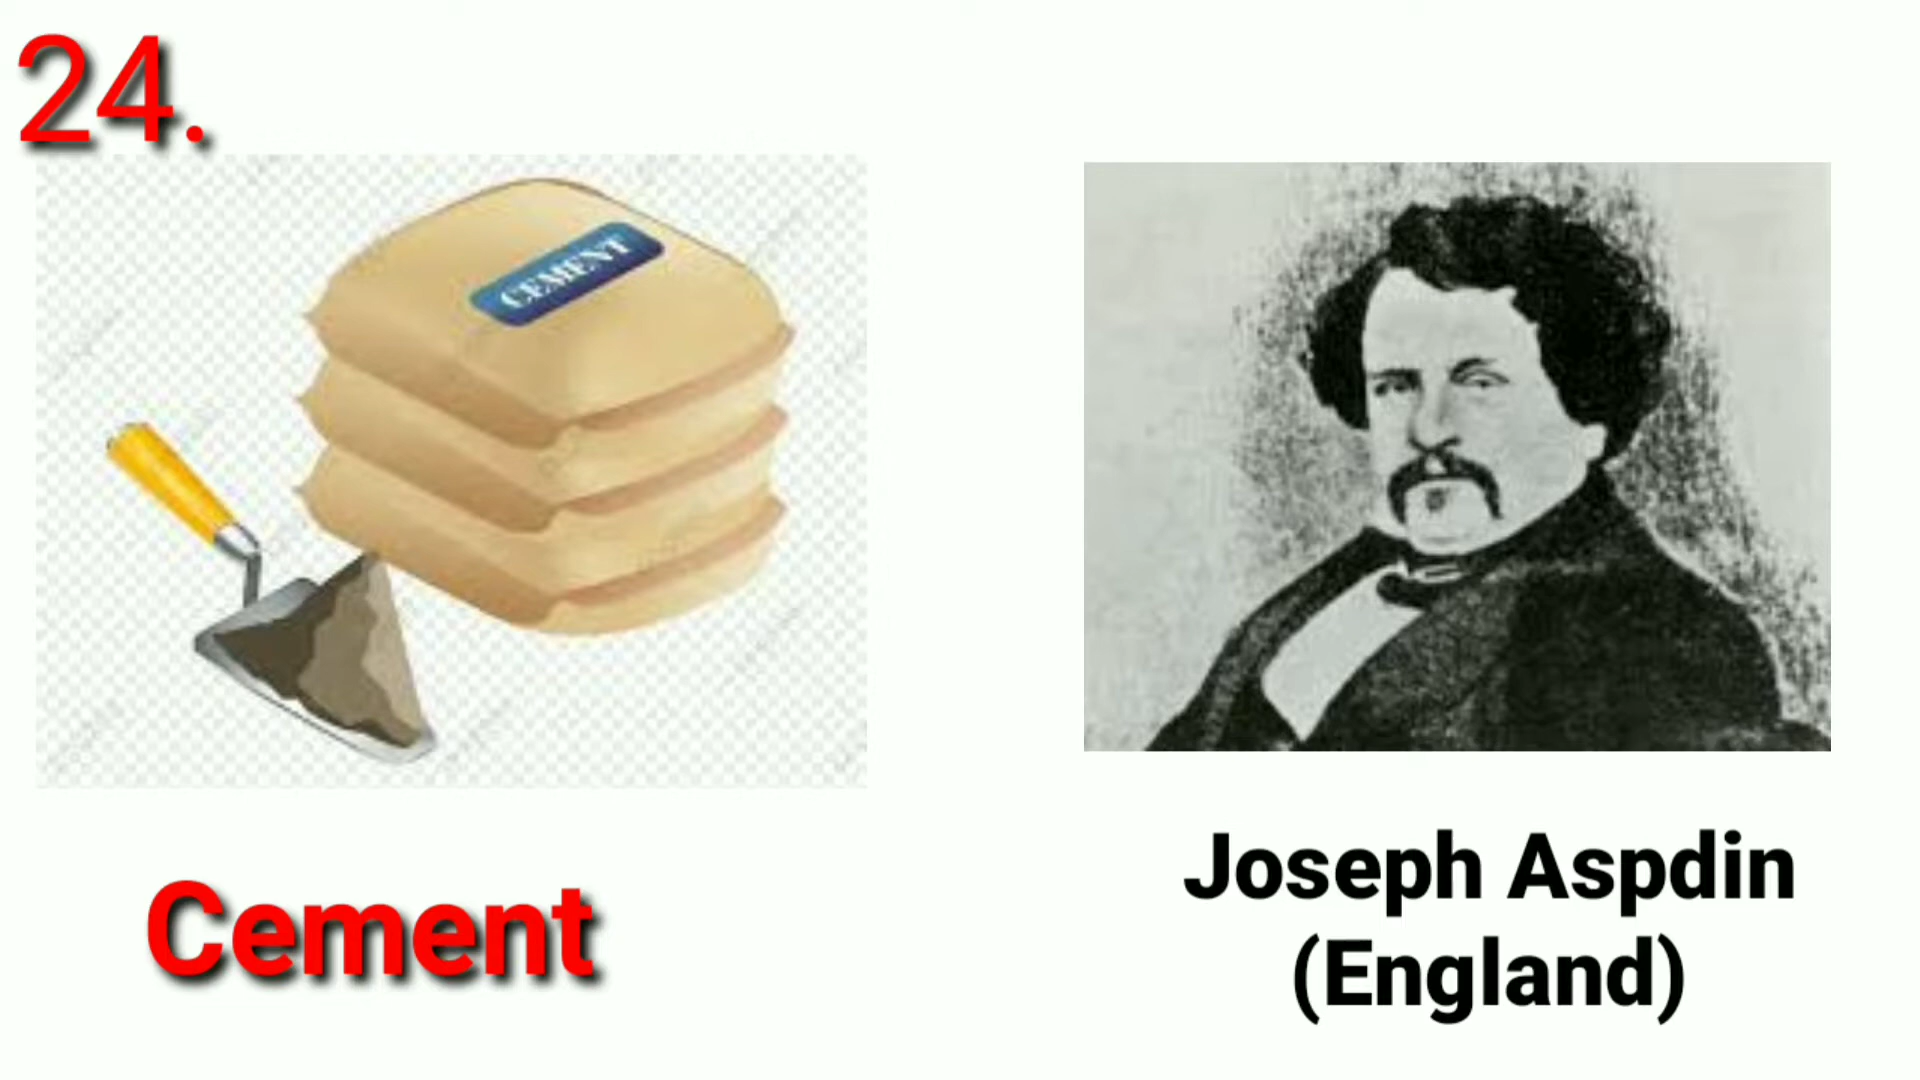 24.
CEMENT
Cement
Joseph Aspdin
(England)